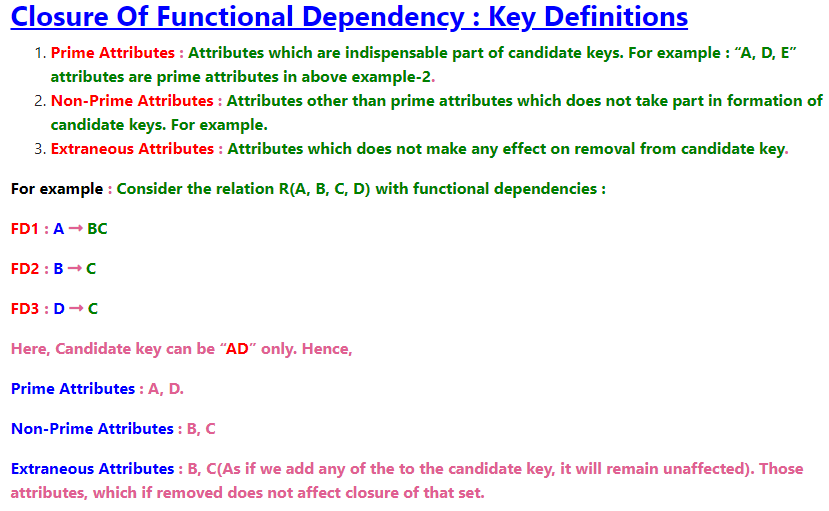 Closure Of Functional Dependency : Key Definitions
1. Prime Attributes : Attributes which are indispensable part of candidate keys. For example : “A, D, E”
attributes are prime attributes in above example-2.
2. Non-Prime Attributes : Attributes other than prime attributes which does not take part in formation of
candidate keys. For example.
3. Extraneous Attributes : Attributes which does not make any effect on removal from candidate key.
For example : Consider the relation R(A, B, C, D) with functional dependencies :
FD1 : A → BC
FD2 : B → C
FD3 : D → C
Here, Candidate key can be “AD” only. Hence,
Prime Attributes : A, D.
Non-Prime Attributes : B, C
Extraneous Attributes : B, C(As if we add any of the to the candidate key, it will remain unaffected). Those
attributes, which if removed does not affect closure of that set.